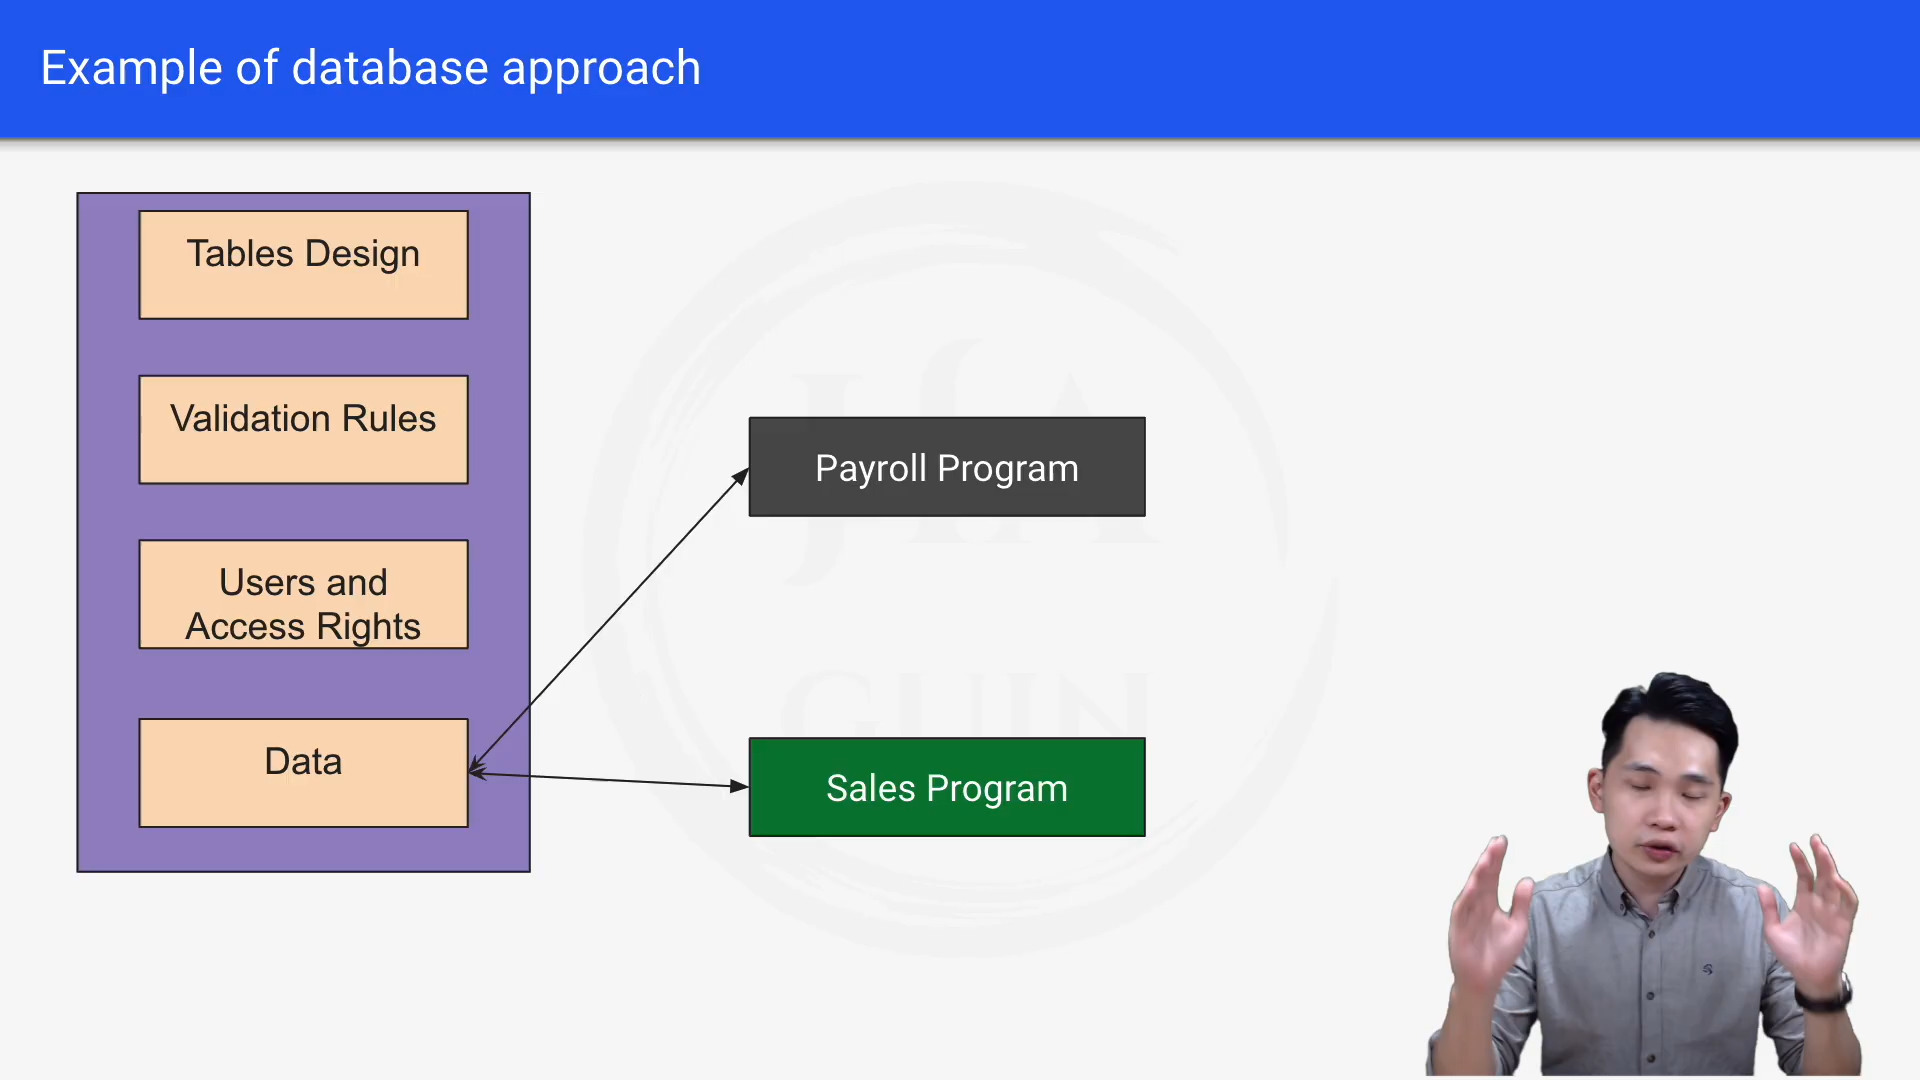 Example of database approach
Tables Design
Validation Rules
Users and
Access Rights
Data
Payroll Program
Sales Program